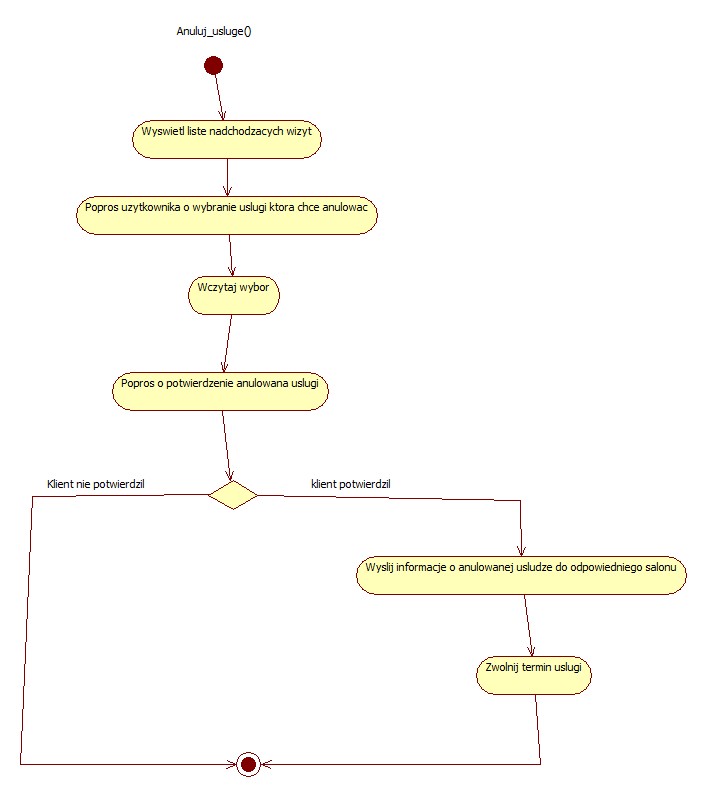 Anuluj_usluge()
Wyswietl liste nadchodzacych wizyt
Popros uzytkownika o wybranie uslugi ktora chce anulowac
Wczytaj wybor
Popros o potwierdzenie anulowana uslugi
Klient nie potwierdzil
klient potwierdzil
Wyslij informacje o anulowanej usludze do odpowiedniego salonu
Zwolnij termin uslugi